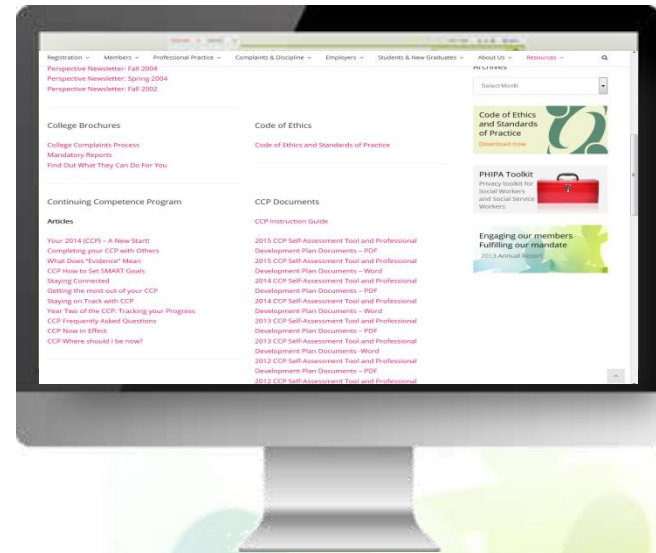 Registration
Members
Professional Practice
Complaints & Discipline
Employers
Students & New Graduates
About Us
Resources
Perspective Newsletter: Fall 2004
Perspective Newsletter: Spring 2004
Perspective Newsletter: Fall 2002
Archives
Select Month
College Brochures
College Complaints Process
Mandatory Reports
Find Out What They Can Do For You
Code of Ethics
Code of Ethics and Standards of Practice
Code of Ethics
and Standards
of Practice
Download now
PHIPA Toolkit
Privacy toolkit for
Social Workers
and Social Service
Workers
Engaging our members
Fulfilling our mandate
2013 Annual Report
Continuing Competence Program
Articles
Your 2014 (CCP) – A New Start!
Completing your CCP with Others
What Does "Evidence" Mean
CCP How to Set SMART Goals
Staying Connected
Getting the most out of your CCP
Staying on Track with CCP
Year Two of the CCP: Tracking your Progress
CCP Frequently Asked Questions
CCP Now in Effect
CCP Where should I be now?
CCP Documents
CCP Instruction Guide
2015 CCP Self-Assessment Tool and Professional
Development Plan Documents – PDF
2015 CCP Self-Assessment Tool and Professional
Development Plan Documents – Word
2014 CCP Self-Assessment Tool and Professional
Development Plan Documents – PDF
2014 CCP Self-Assessment Tool and Professional
Development Plan Documents – Word
2013 CCP Self-Assessment Tool and Professional
Development Plan Documents – PDF
2013 CCP Self-Assessment Tool and Professional
Development Plan Documents -Word
2012 CCP Self-Assessment Tool and Professional
Development Plan Documents – PDF
2012 CCP Self-Assessment Tool and Professional